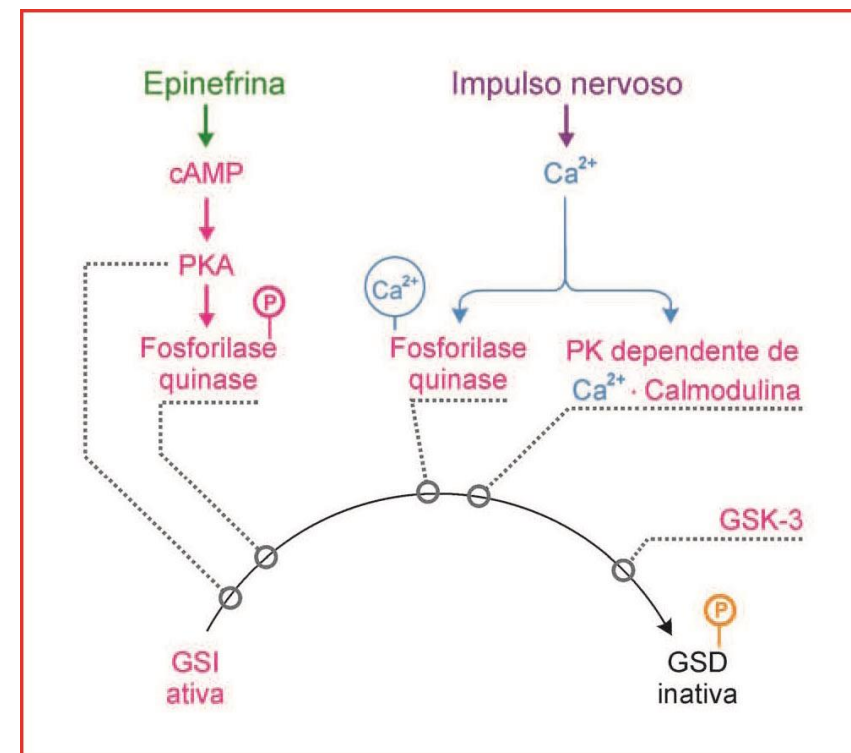 Epinefrina
Impulso nervoso
cAMP
Ca²⁺
PKA
Ca²⁺
P
Fosforilase
quinase
Fosforilase
quinase
PK dependente de
Ca²⁺ · Calmodulina
GSK-3
P
GSI
ativa
GSD
inativa